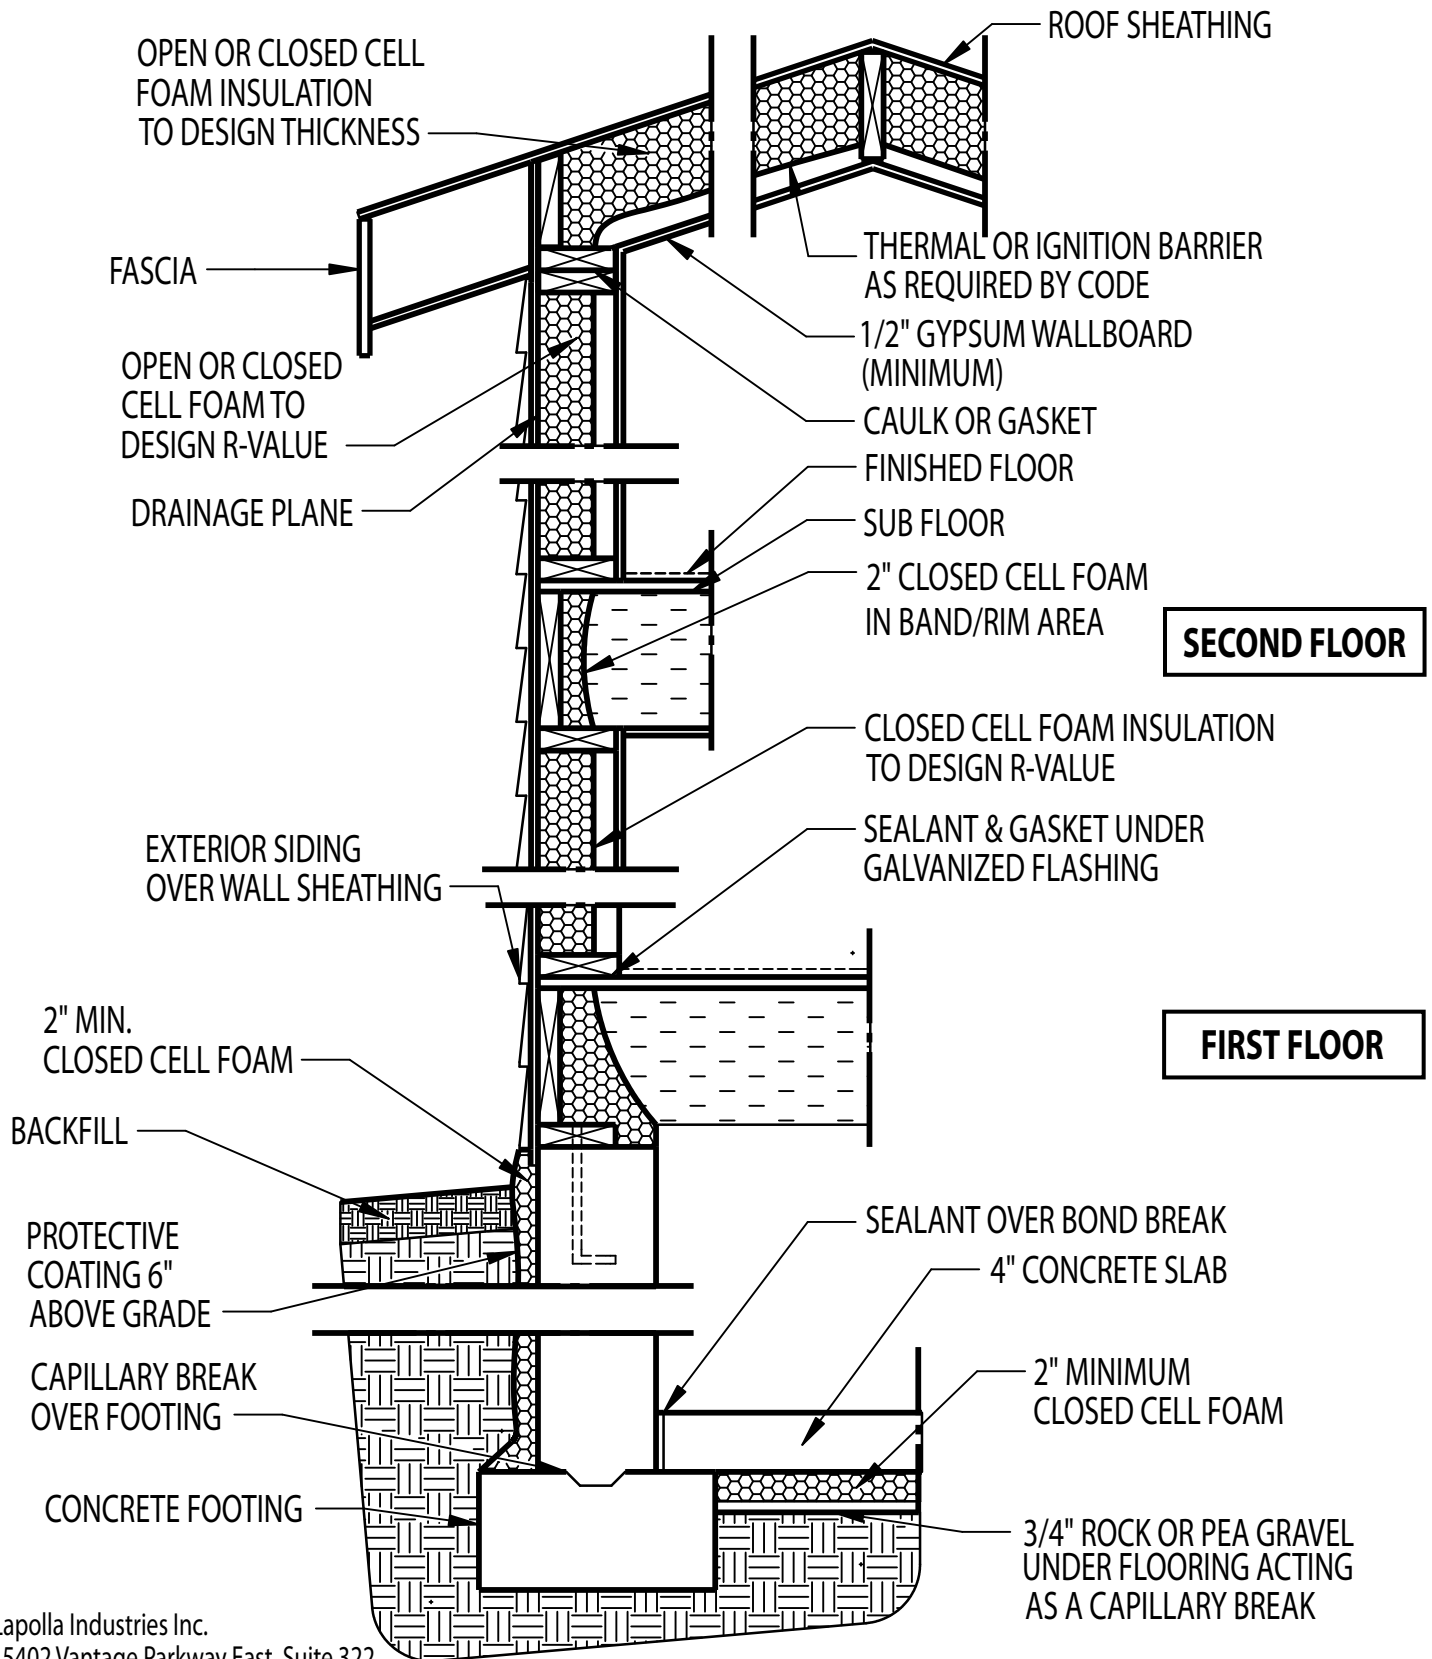 ROOF SHEATHING
OPEN OR CLOSED CELL
FOAM INSULATION
TO DESIGN THICKNESS
FASCIA
THERMAL OR IGNITION BARRIER
AS REQUIRED BY CODE
1/2" GYPSUM WALLBOARD
(MINIMUM)
OPEN OR CLOSED
CELL FOAM TO
DESIGN R-VALUE
CAULK OR GASKET
FINISHED FLOOR
DRAINAGE PLANE
SUB FLOOR
2" CLOSED CELL FOAM
IN BAND/RIM AREA
SECOND FLOOR
CLOSED CELL FOAM INSULATION
TO DESIGN R-VALUE
SEALANT & GASKET UNDER
GALVANIZED FLASHING
EXTERIOR SIDING
OVER WALL SHEATHING
2" MIN.
CLOSED CELL FOAM
FIRST FLOOR
BACKFILL
PROTECTIVE
COATING 6"
ABOVE GRADE
SEALANT OVER BOND BREAK
4" CONCRETE SLAB
CAPILLARY BREAK
OVER FOOTING
2" MINIMUM
CLOSED CELL FOAM
CONCRETE FOOTING
3/4" ROCK OR PEA GRAVEL
UNDER FLOORING ACTING
AS A CAPILLARY BREAK
Lapolla Industries Inc.
5402 Vantage Parkway East, Suite 322